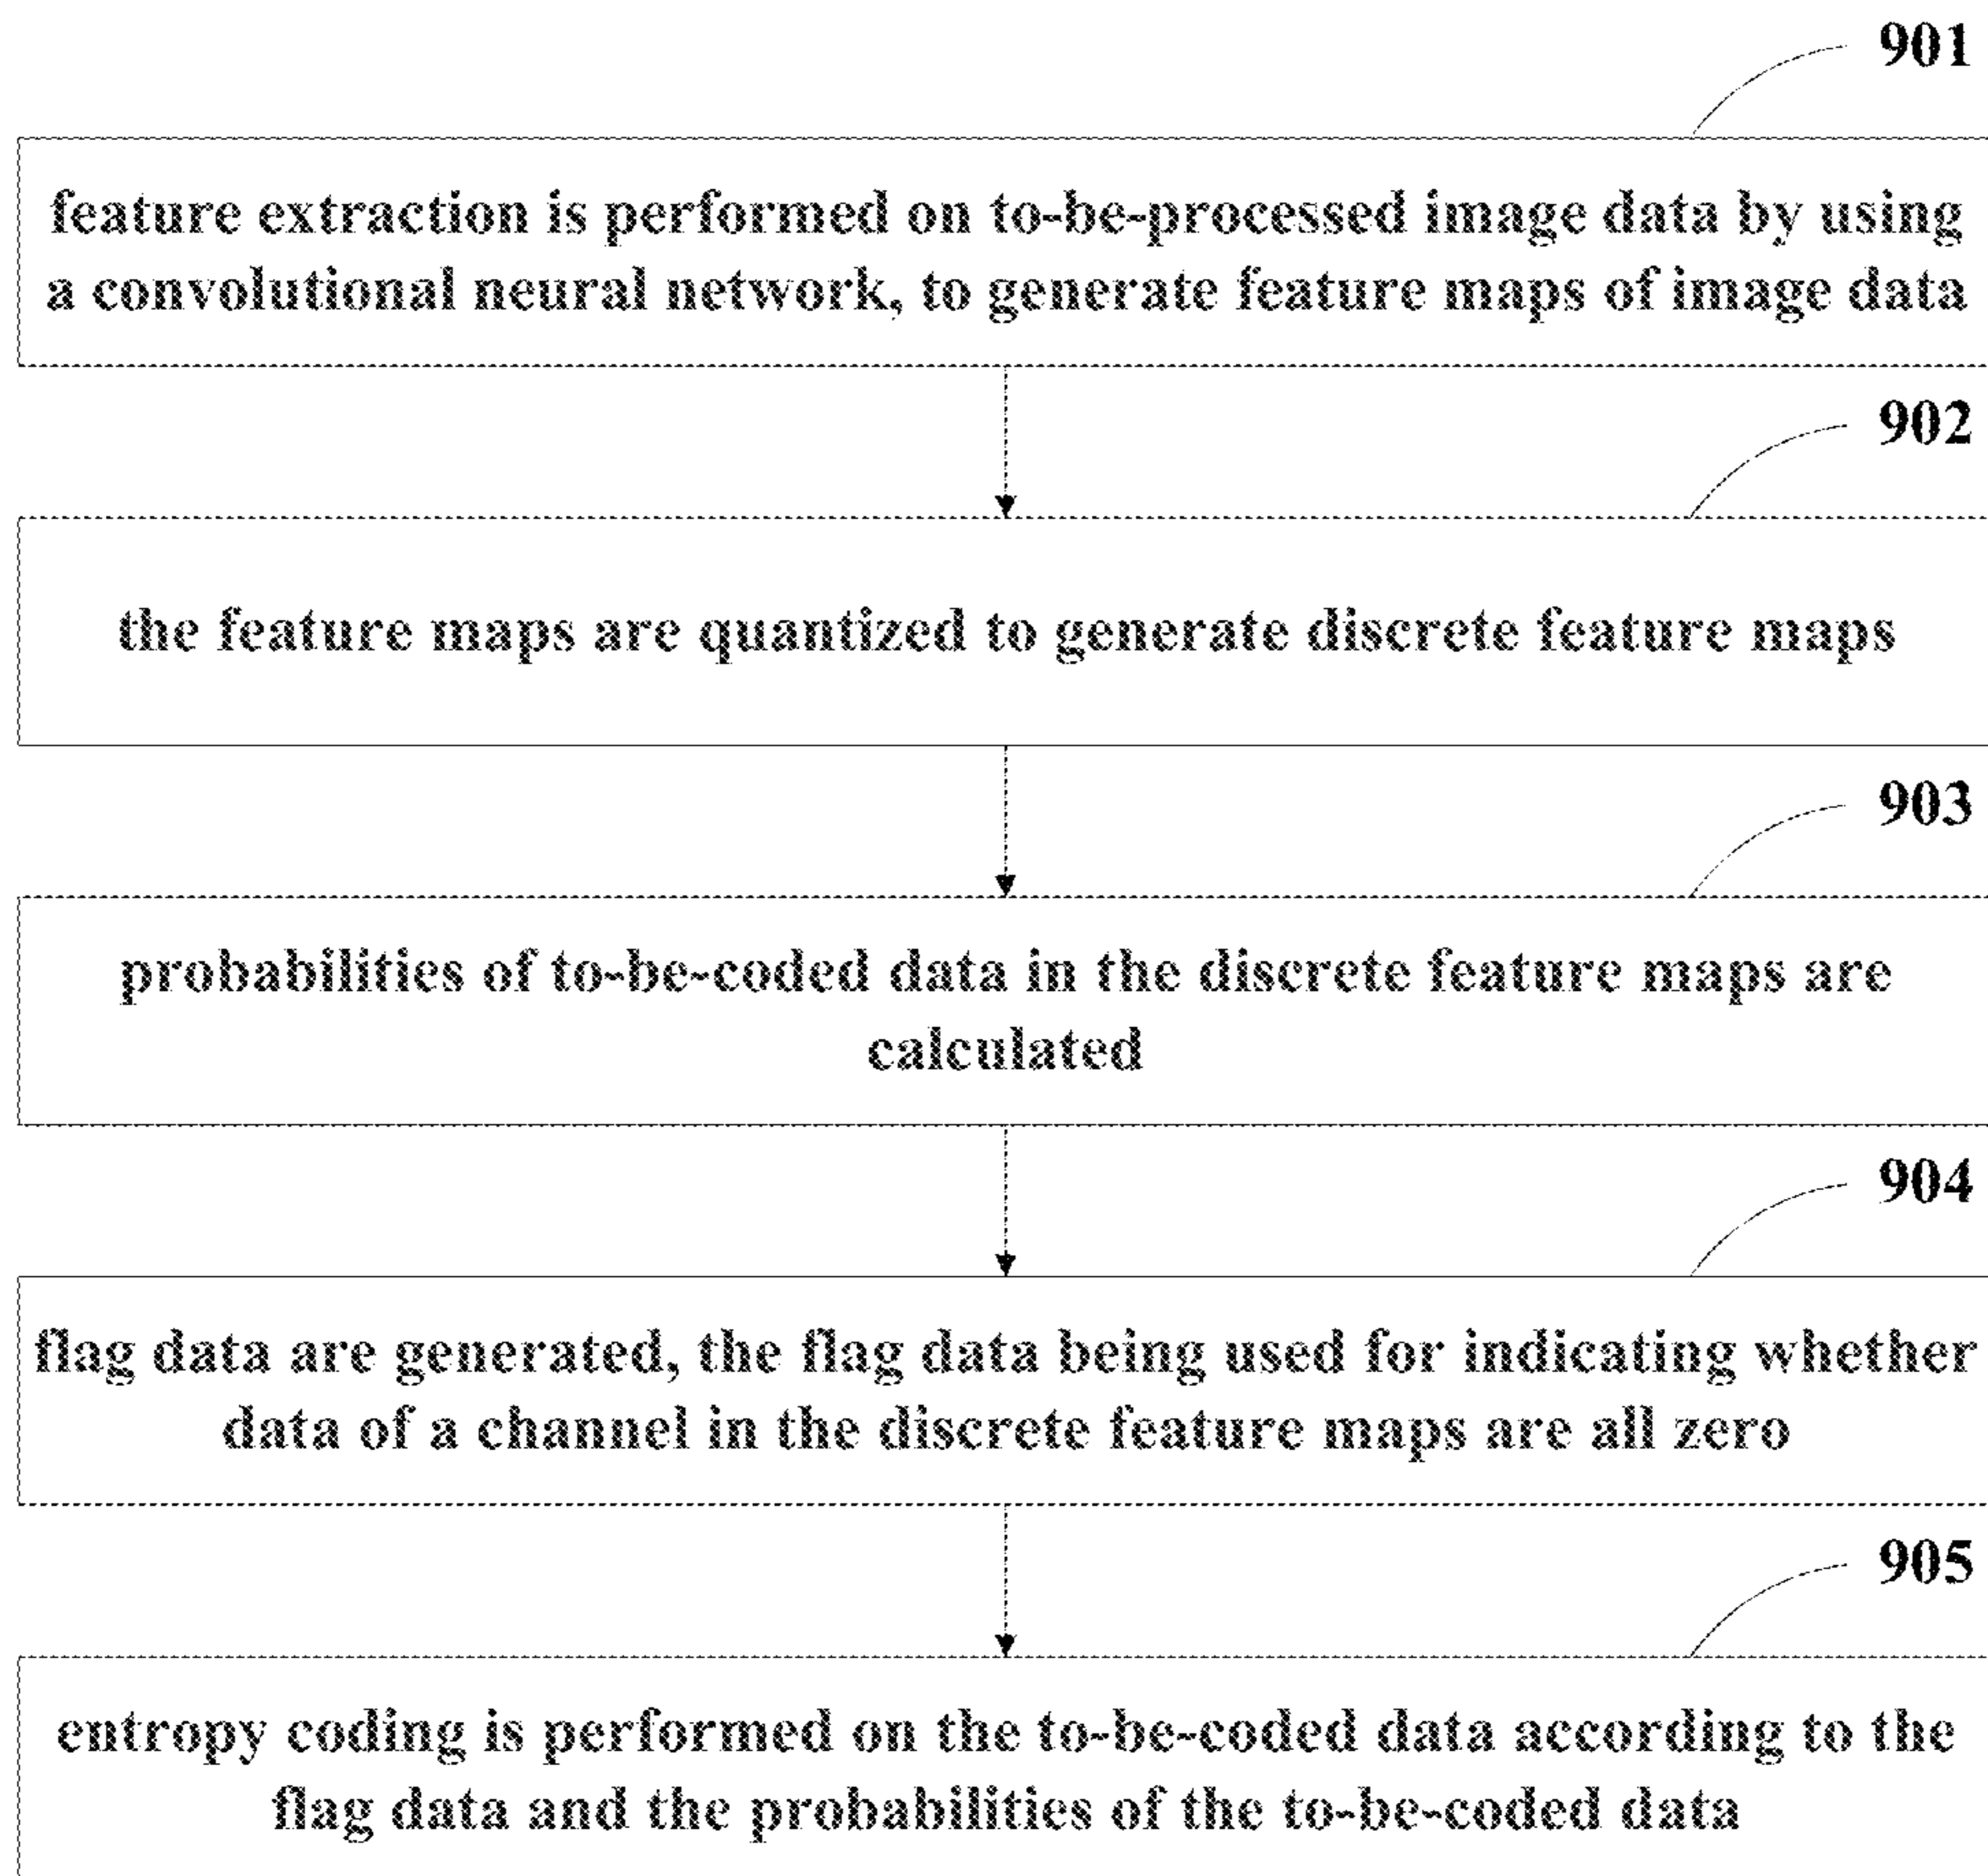 901
feature extraction is performed on to-be-processed image data by using
a convolutional neural network, to generate feature maps of image data
902
the feature maps are quantized to generate discrete feature maps
903
probabilities of to-be-coded data in the discrete feature maps are
calculated
904
flag data are generated, the flag data being used for indicating whether
data of a channel in the discrete feature maps are all zero
905
entropy coding is performed on the to-be-coded data according to the
flag data and the probabilities of the to-be-coded data